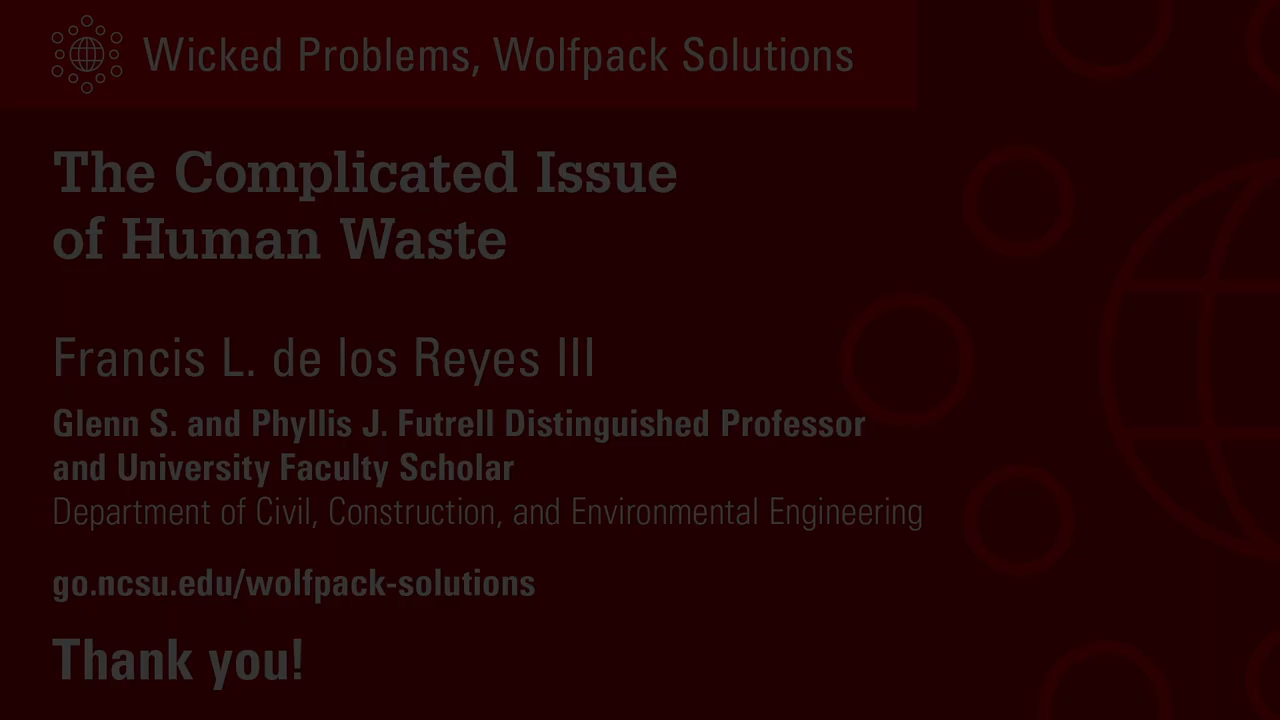 Wicked Problems, Wolfpack Solutions
The Complicated Issue
of Human Waste
Francis L. de los Reyes III
Glenn S. and Phyllis J. Futrell Distinguished Professor
and University Faculty Scholar
Department of Civil, Construction, and Environmental Engineering
go.ncsu.edu/wolfpack-solutions
Thank you!